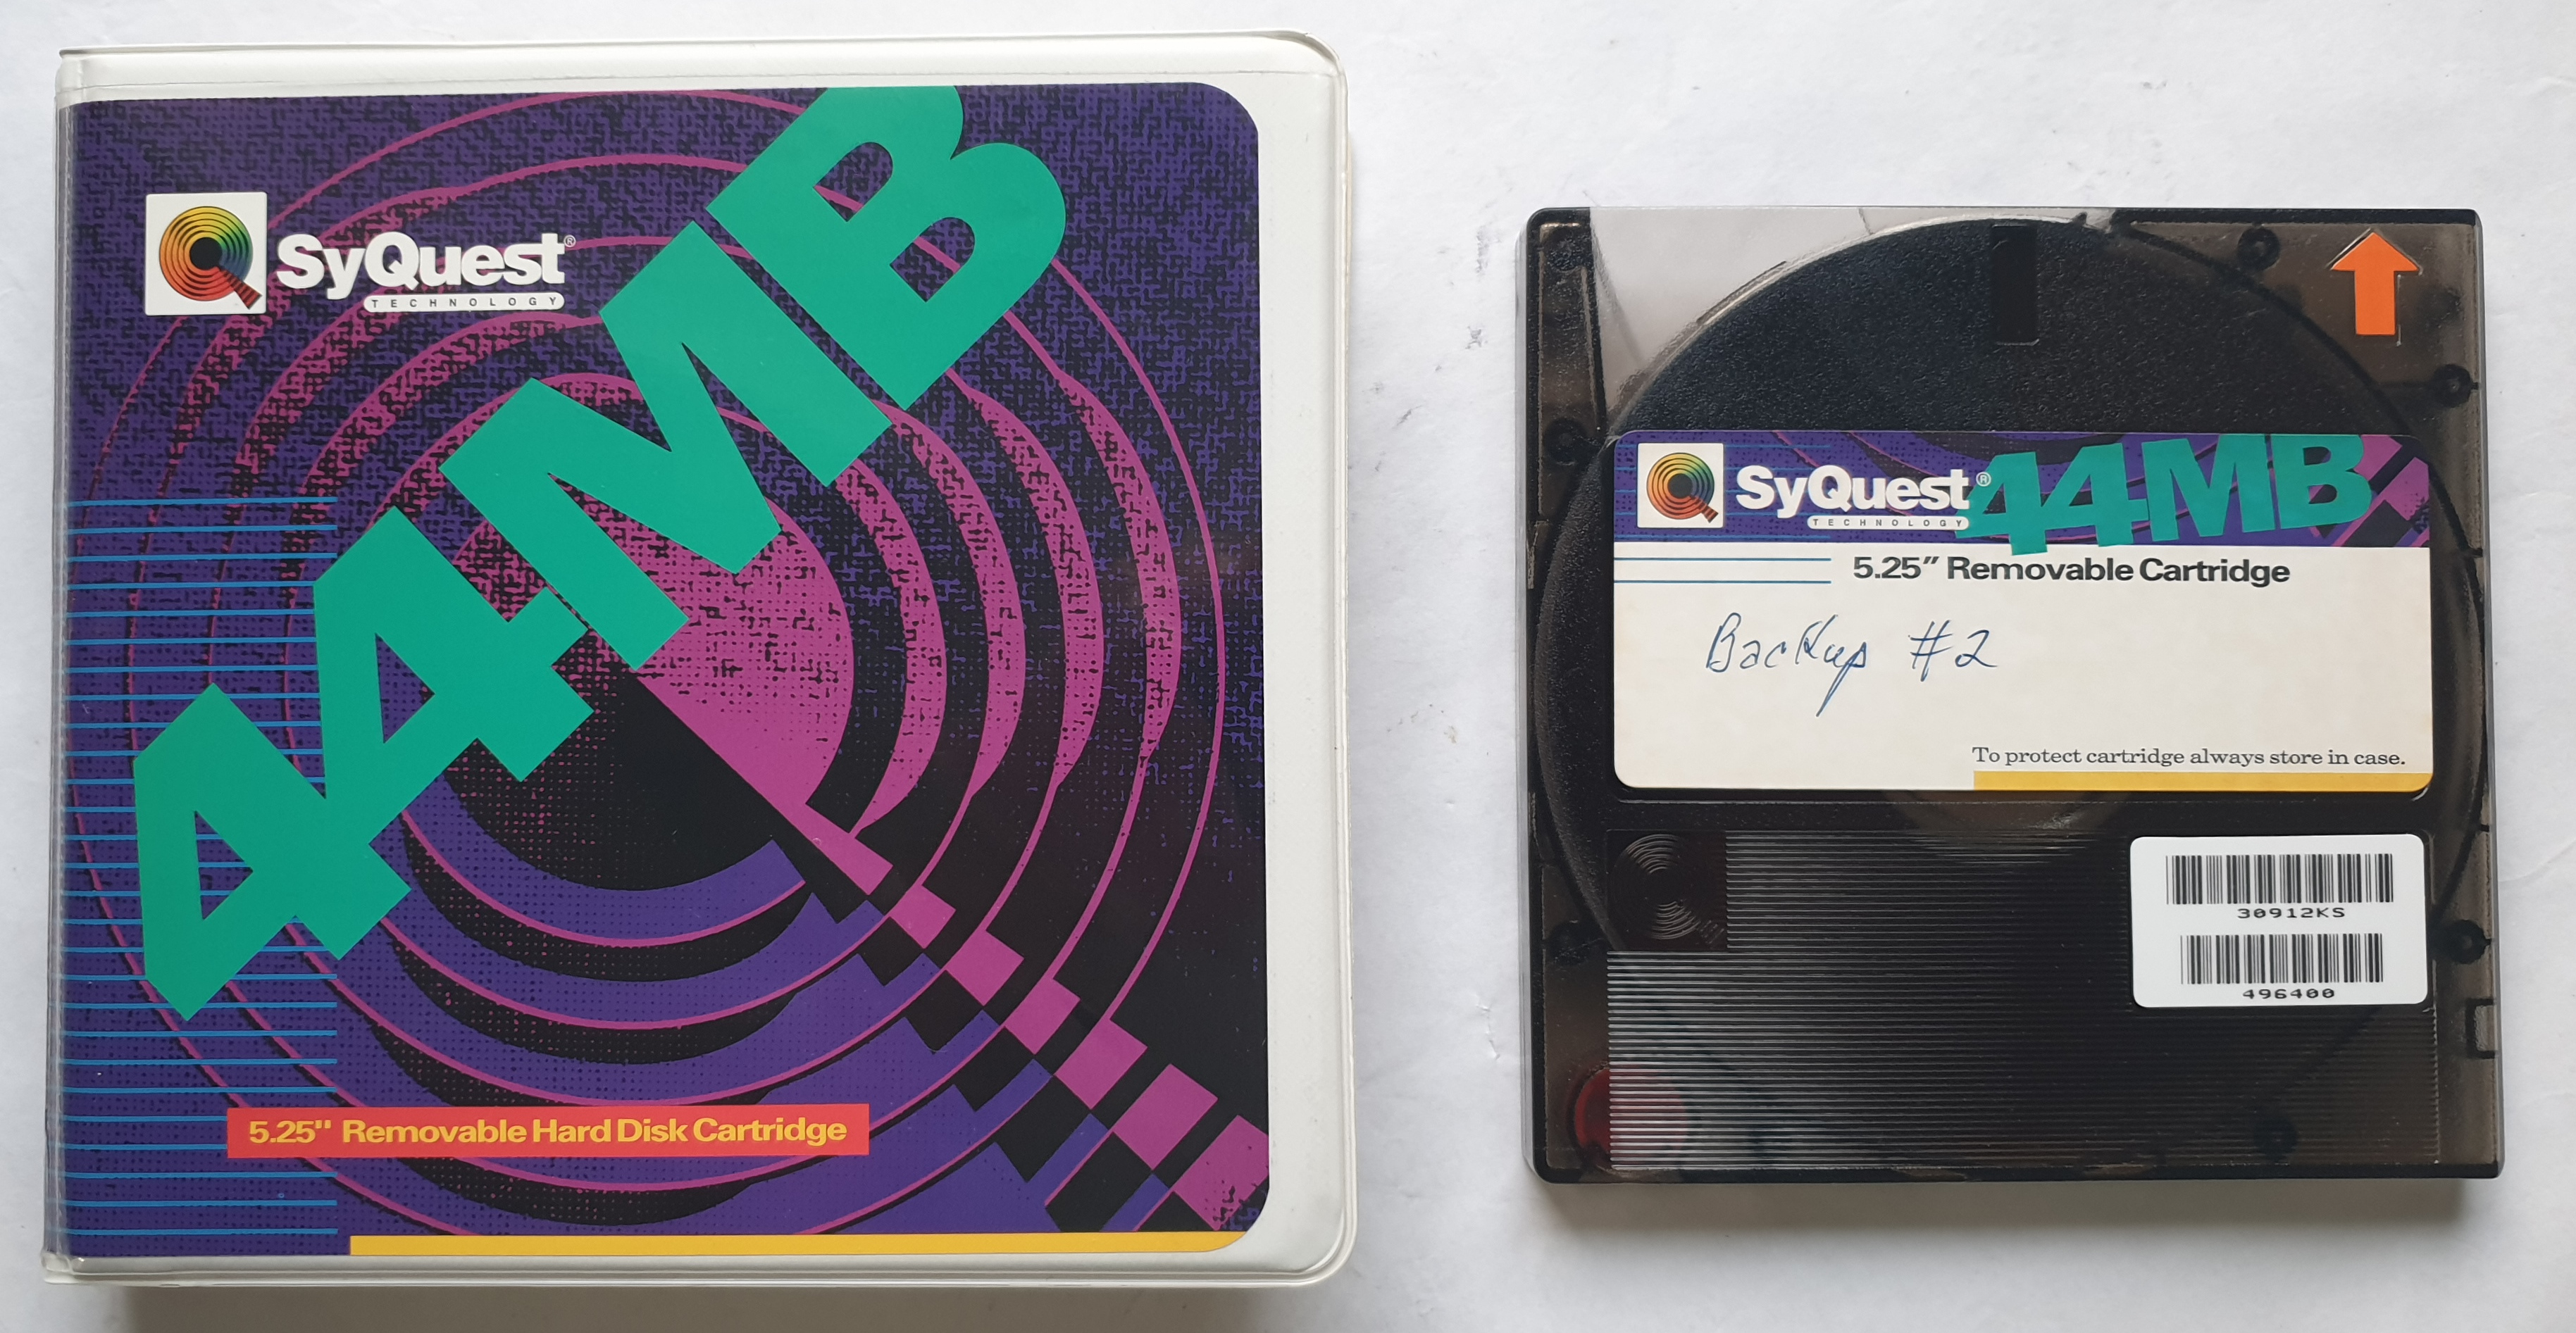 SyQuest®
TECHNOLOGY
44MB
5.25" Removable Hard Disk Cartridge
SyQuest®
TECHNOLOGY
44MB
5.25" Removable Cartridge
Backup #2
To protect cartridge always store in case.
30912KS
496400